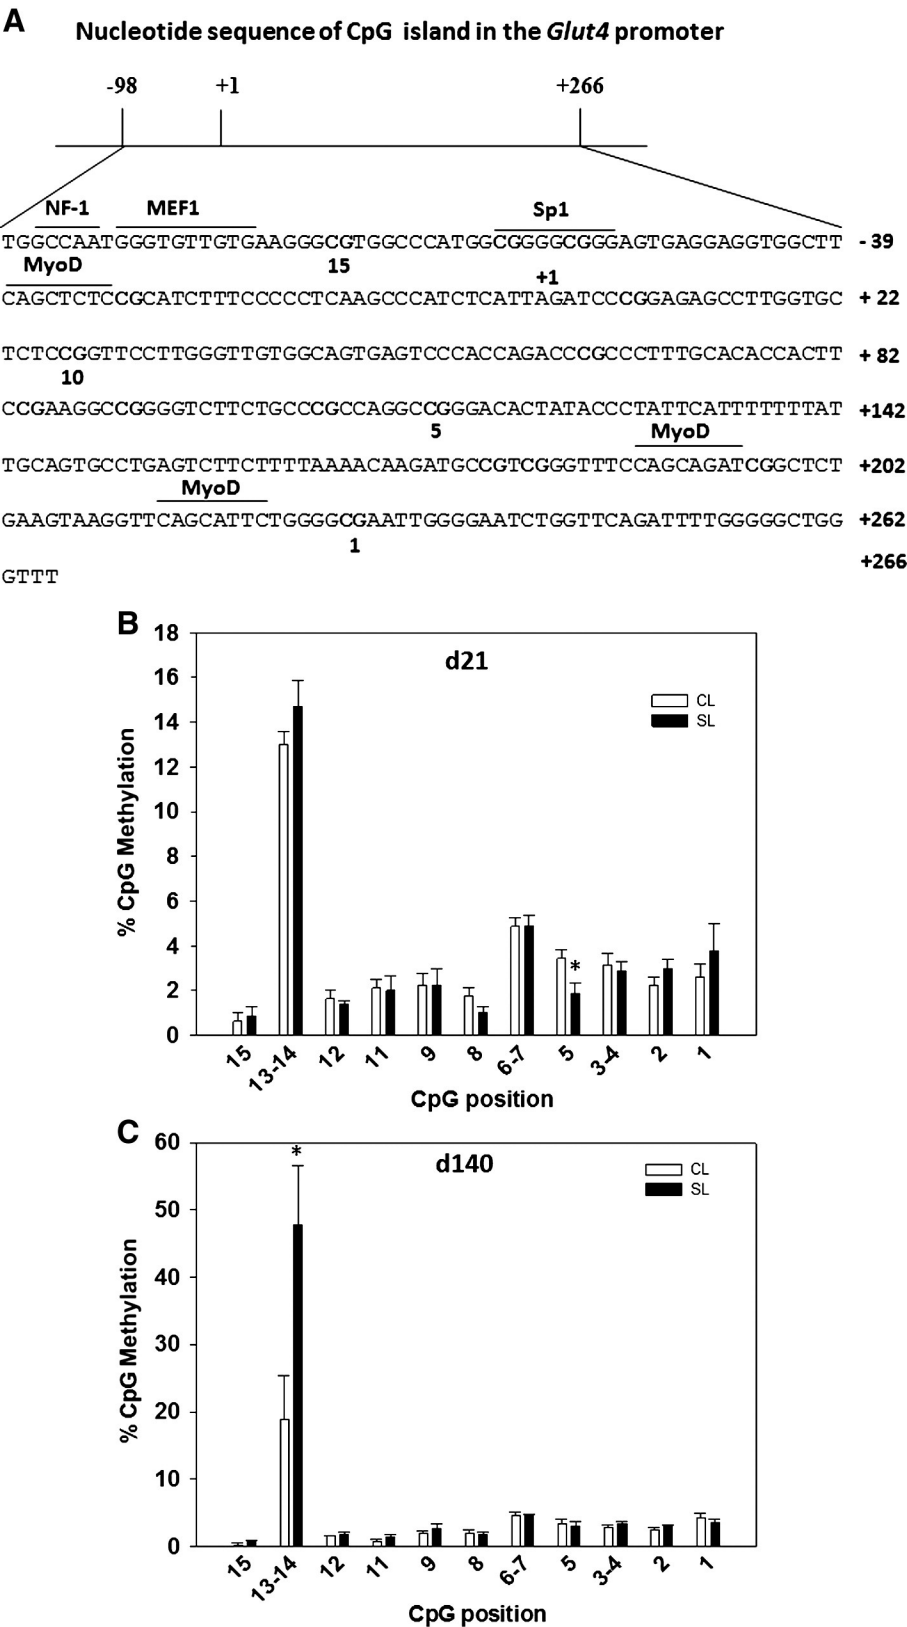 A
Nucleotide sequence of CpG island in the Glut4 promoter
-98 +1 +266
NF-1 MEF1 Sp1
TGGCCAATGGGTGTTGTGAAGGGCGTGGCCCATGGCGGGGCGGGAGTGAGGAGGTGGCTT - 39
MyoD 15 +1
CAGCTCTCCGCATCTTTCCCCCTCAAGCCCATCTCATTAGATCCCGGAGAGCCTTGGTGC + 22
TCTCCGGTTCCTTGGGTTGTGGCAGTGAGTCCCACCAGACCCGCCCTTTGCACACCACTT + 82
10
CCGAAGGCCGGGGTCTTCTGCCCGCCAGGCCGGGACACTATACCCTATTCATTTTTTTAT +142
5 MyoD
TGCAGTGCCTGAGTCTTCTTTTAAAACAAGATGCCGTCGGGTTTCCAGCAGATCGGCTCT +202
MyoD
GAAGTAAGGTTCAGCATTCTGGGGCGAATTGGGGAATCTGGTTCAGATTTTGGGGGCTGG +262
1
GTTT +266
B
d21
CL
SL
% CpG Methylation
18
16
14
12
10
8
6
4
2
0
*
15 13-14 12 11 9 8 6-7 5 3-4 2 1
CpG position
C
d140
CL
SL
% CpG Methylation
60
50
40
30
20
10
0
*
15 13-14 12 11 9 8 6-7 5 3-4 2 1
CpG position